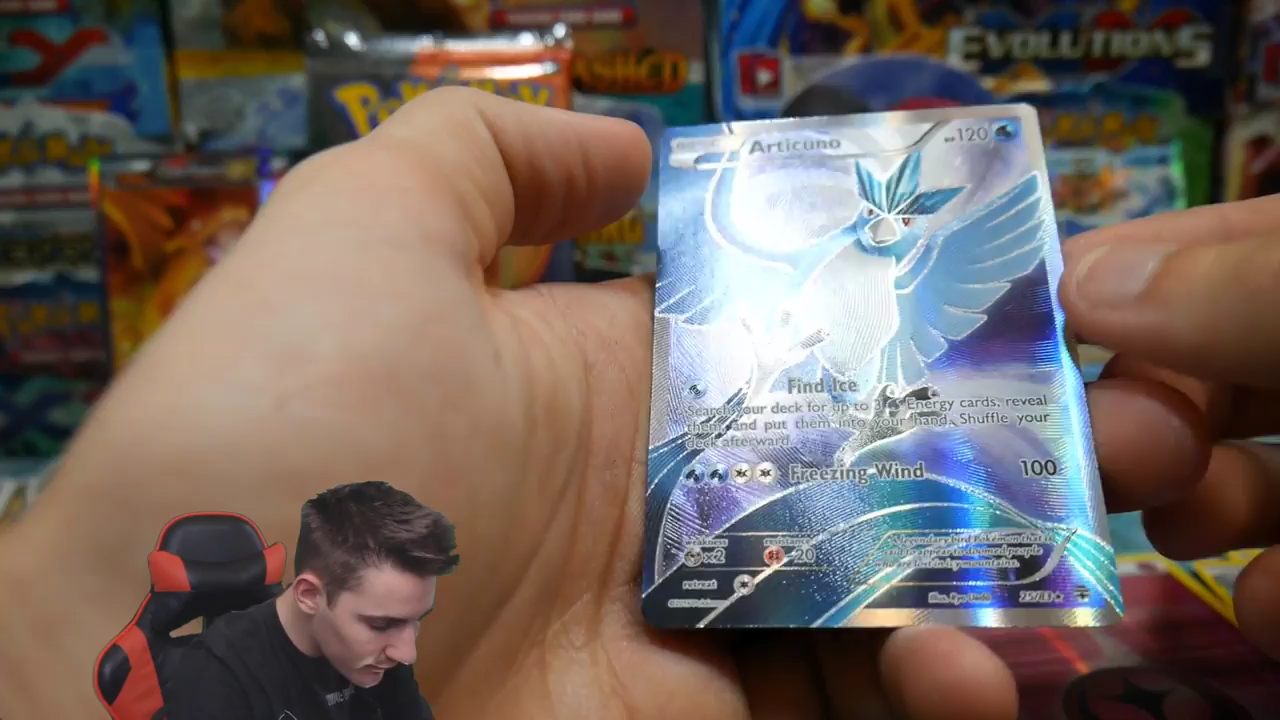 EVOLUTIONS
Articuno
HP120
Find Ice
Search your deck for up to 3 Energy cards, reveal
them, and put them into your hand. Shuffle your
deck afterward.
Freezing Wind 100
weakness resistance
×2 20
retreat
A legendary bird Pokémon that is
said to appear to doomed people
who are lost in icy mountains.
Illus. Ryo Ueda 25/83